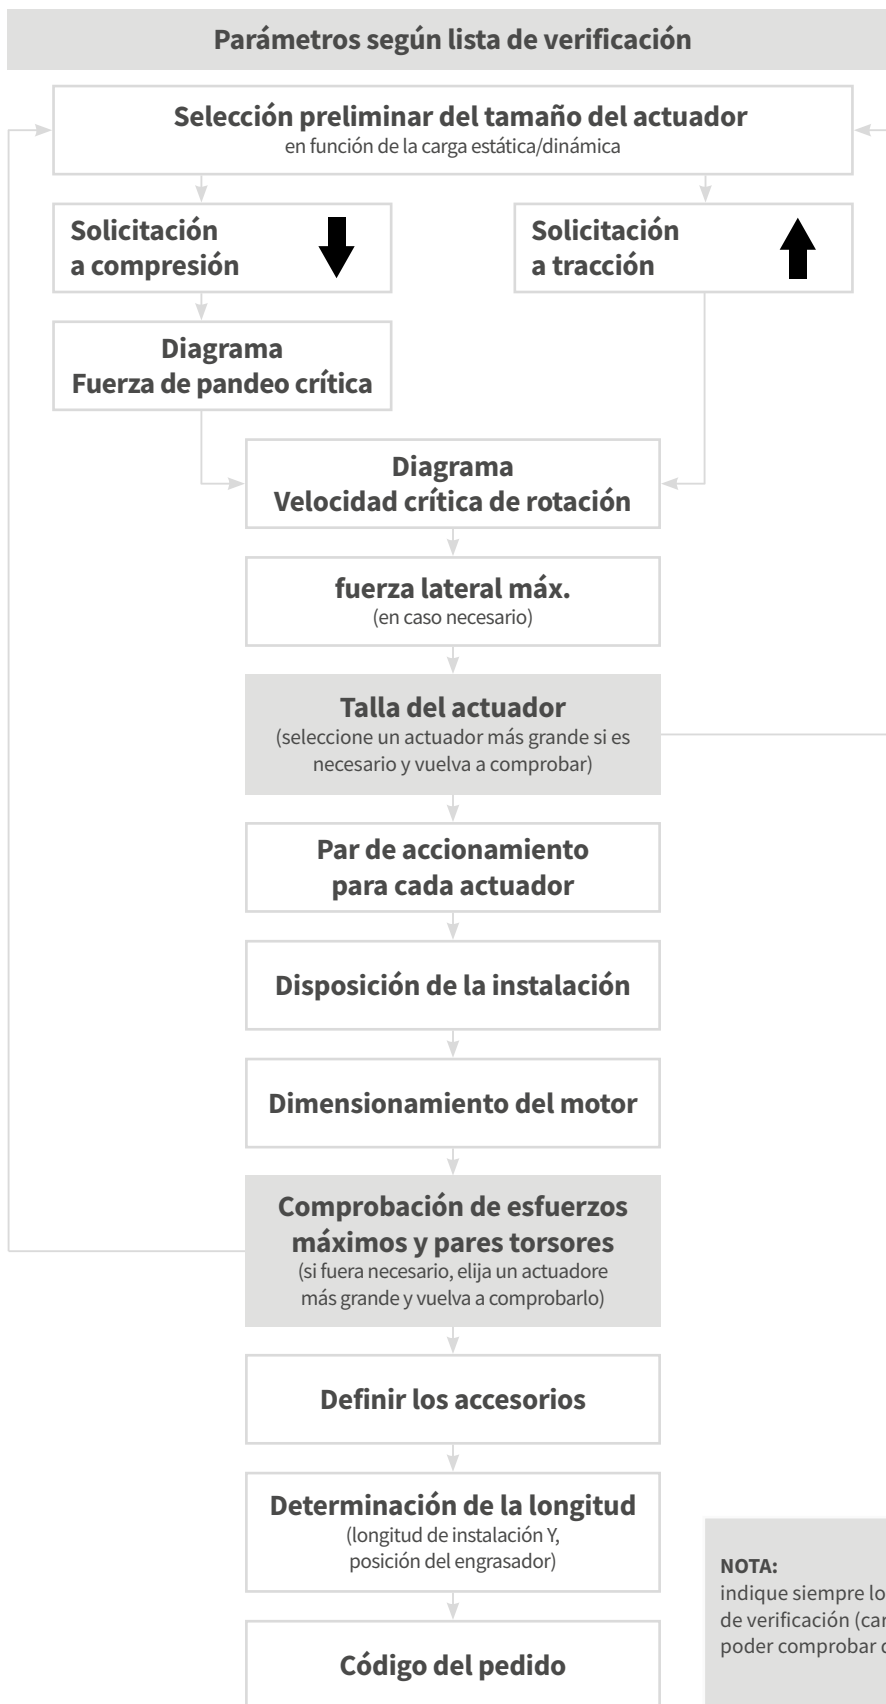 Parámetros según lista de verificación
Selección preliminar del tamaño del actuador
en función de la carga estática/dinámica
Solicitación
a compresión
Solicitación
a tracción
Diagrama
Fuerza de pandeo crítica
Diagrama
Velocidad crítica de rotación
fuerza lateral máx.
(en caso necesario)
Talla del actuador
(seleccione un actuador más grande si es
necesario y vuelva a comprobar)
Par de accionamiento
para cada actuador
Disposición de la instalación
Dimensionamiento del motor
Comprobación de esfuerzos
máximos y pares torsores
(si fuera necesario, elija un actuadore
más grande y vuelva a comprobarlo)
Definir los accesorios
Determinación de la longitud
(longitud de instalación Y,
posición del engrasador)
Código del pedido
NOTA:
indique siempre
de verificación
poder comprobar